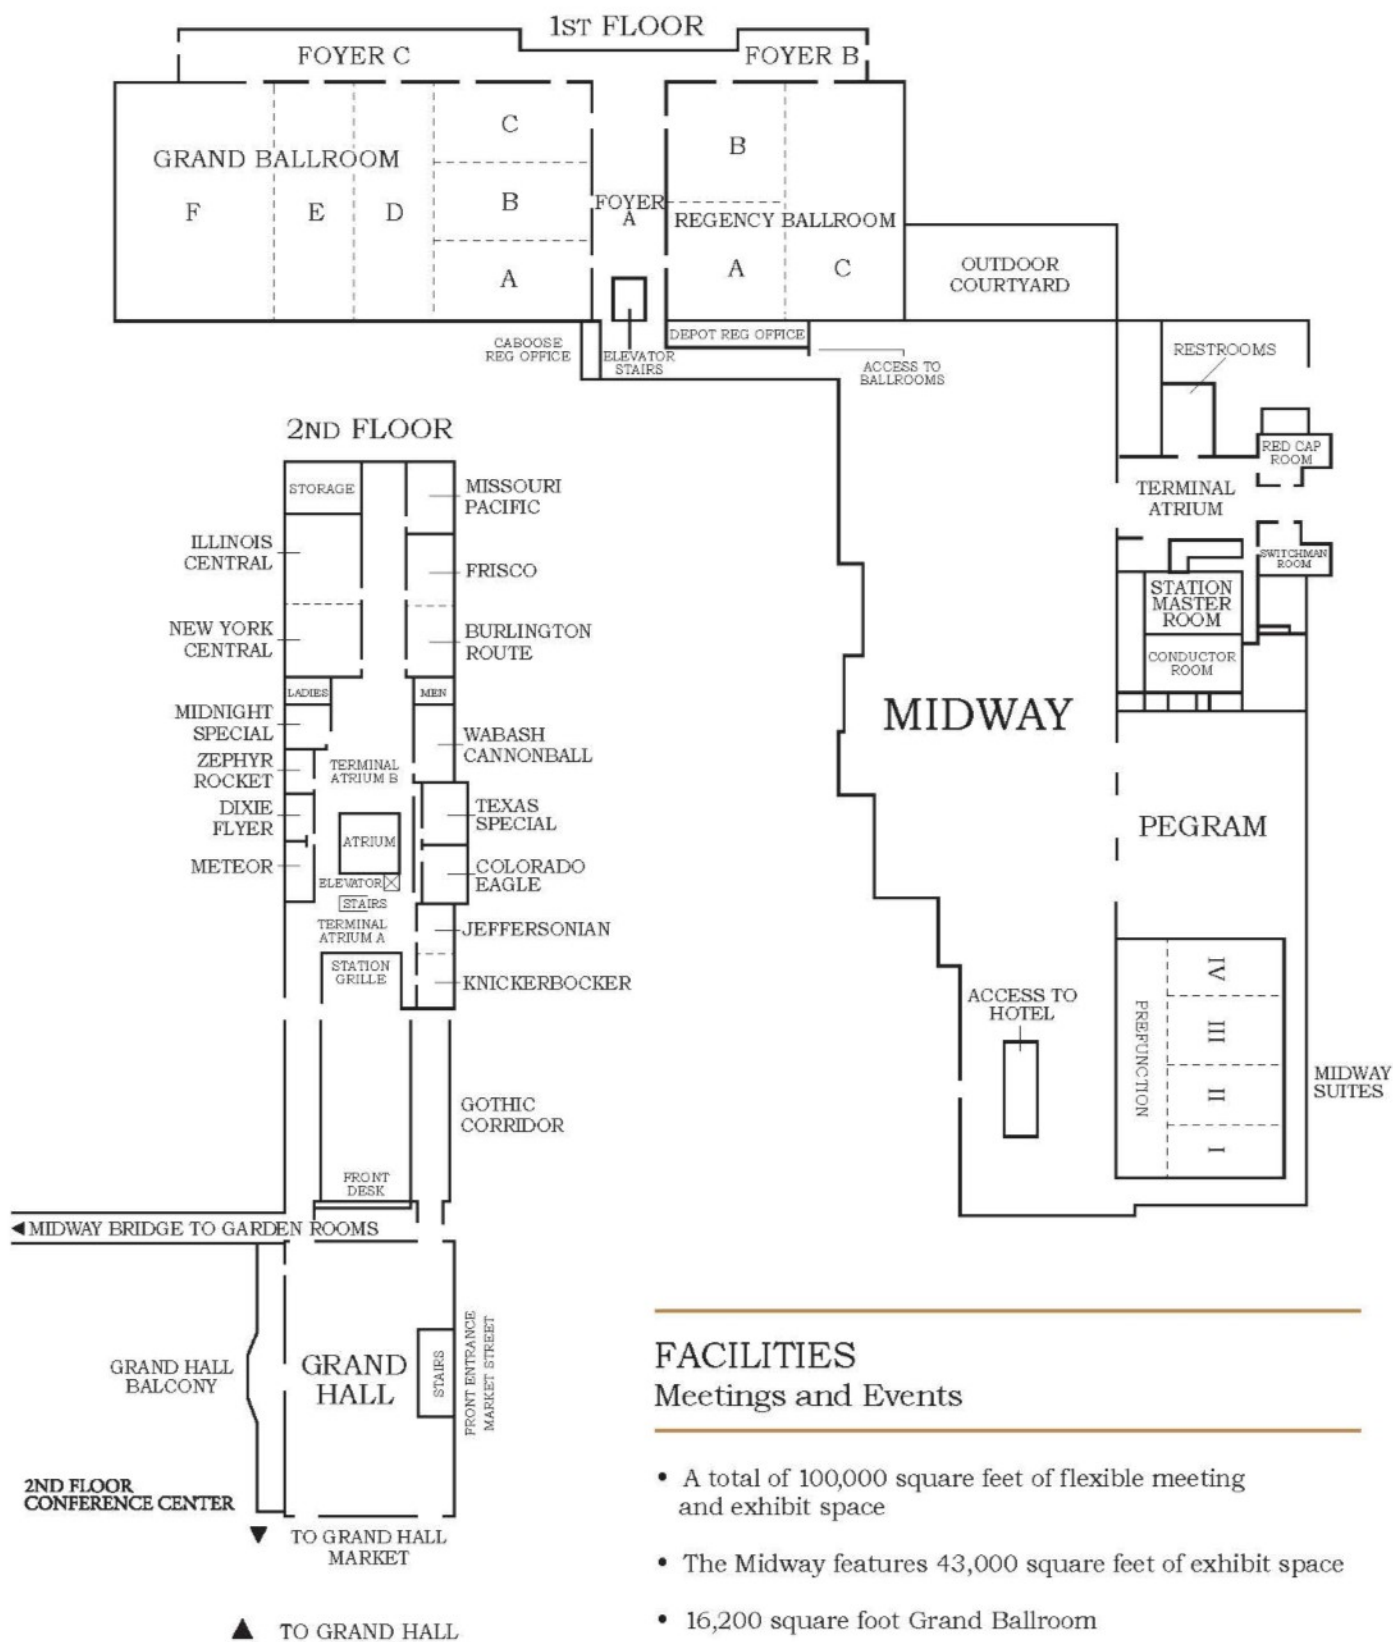 1ST FLOOR
FOYER C
FOYER B
C
B
GRAND BALLROOM
F
E
D
B
FOYER
A
REGENCY BALLROOM
A
A
C
OUTDOOR
COURTYARD
CABOOSE
REG OFFICE
ELEVATOR
STAIRS
DEPOT REG OFFICE
ACCESS TO
BALLROOMS
RESTROOMS
RED CAP
ROOM
TERMINAL
ATRIUM
SWITCHMAN
ROOM
STATION
MASTER
ROOM
CONDUCTOR
ROOM
MIDWAY
PEGRAM
ACCESS TO
HOTEL
PREFUNCTION
IV
III
II
I
MIDWAY
SUITES
2ND FLOOR
STORAGE
MISSOURI
PACIFIC
ILLINOIS
CENTRAL
FRISCO
NEW YORK
CENTRAL
BURLINGTON
ROUTE
LADIES
MEN
MIDNIGHT
SPECIAL
WABASH
CANNONBALL
ZEPHYR
ROCKET
TERMINAL
ATRIUM B
DIXIE
FLYER
TEXAS
SPECIAL
ATRIUM
METEOR
COLORADO
EAGLE
ELEVATOR
STAIRS
TERMINAL
ATRIUM A
JEFFERSONIAN
STATION
GRILLE
KNICKERBOCKER
GOTHIC
CORRIDOR
FRONT
DESK
MIDWAY BRIDGE TO GARDEN ROOMS
GRAND HALL
BALCONY
GRAND
HALL
STAIRS
FRONT ENTRANCE
MARKET STREET
2ND FLOOR
CONFERENCE CENTER
TO GRAND HALL
MARKET
TO GRAND HALL
FACILITIES
Meetings and Events
• A total of 100,000 square feet of flexible meeting
and exhibit space
• The Midway features 43,000 square feet of exhibit space
• 16,200 square foot Grand Ballroom